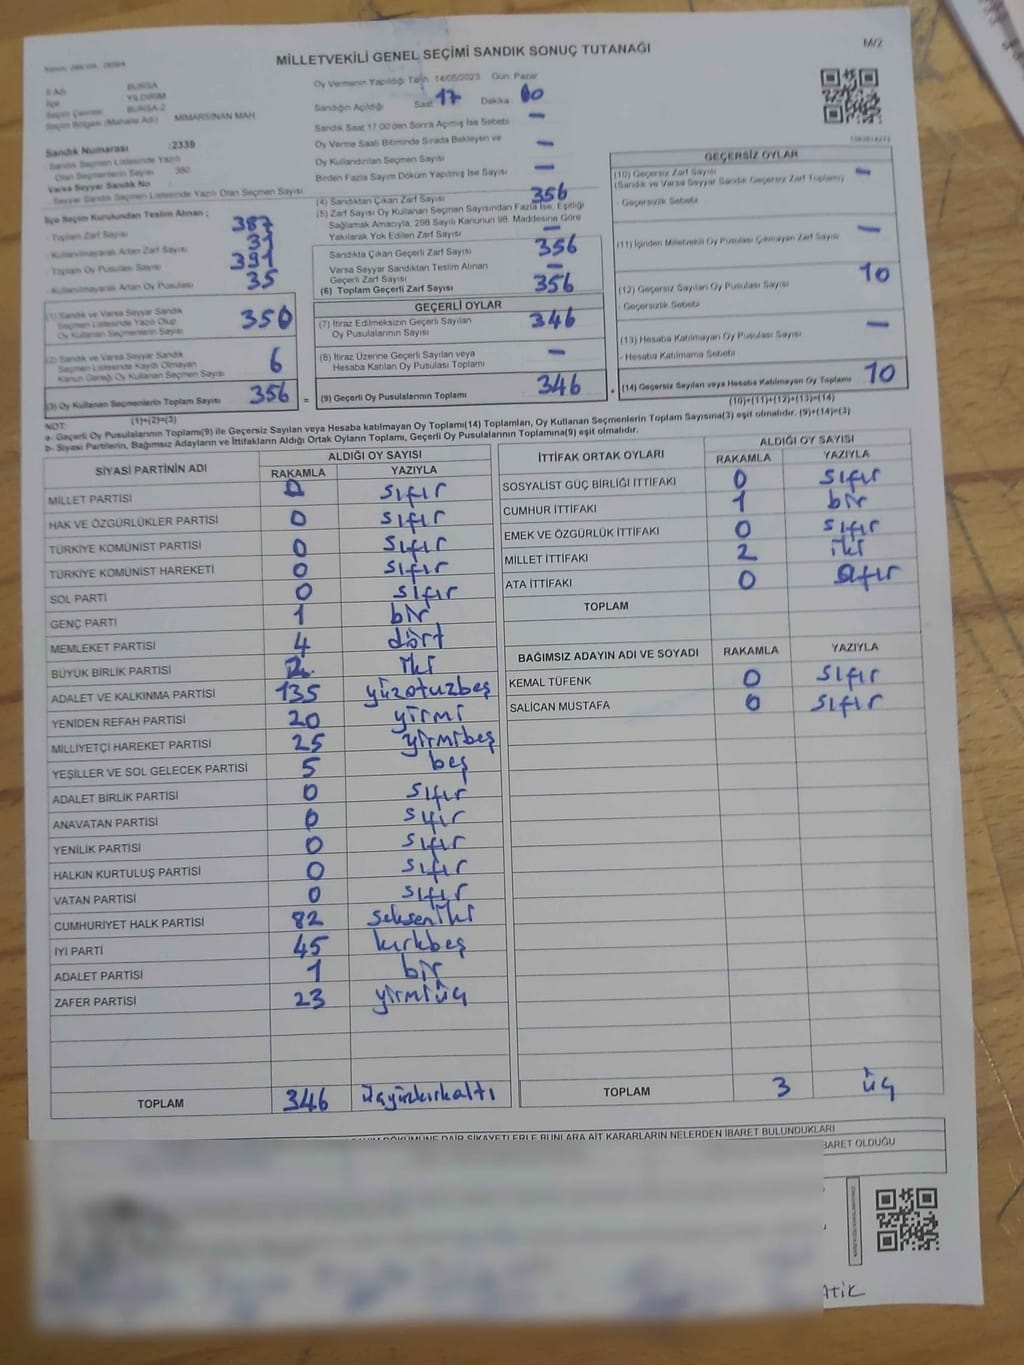 MİLLETVEKİLİ GENEL SEÇİMİ SANDIK SONUÇ TUTANAĞI
M/2
İl Adı BURSA
İlçe YILDIRIM
Seçim Çevresi BURSA-2
Seçim Bölgesi (Mahalle Adı) MİMARSİNAN MAH
Oy Vermenin Yapıldığı Tarih :14/05/2023 Gün: Pazar
Sandığın Açıldığı Saat 17 Dakika 00
Sandık Saat 17.00'den Sonra Açılmış İse Sebebi –
Oy Verme Saati Bitiminde Sırada Bekleyen ve
Oy Kullandırılan Seçmen Sayısı –
Birden Fazla Sayım Döküm Yapılmış İse Sayısı –
Sandık Numarası :2339
Sandık Seçmen Listesinde Yazılı
Olan Seçmenlerin Sayısı 380
Varsa Seyyar Sandık No :
Seyyar Sandık Seçmen Listesinde Yazılı Olan Seçmen Sayısı
İlçe Seçim Kurulundan Teslim Alınan ;
- Toplam Zarf Sayısı 387
- Kullanılmayarak Artan Zarf Sayısı 31
- Toplam Oy Pusulası Sayısı 391
- Kullanılmayarak Artan Oy Pusulası 35
(1) Sandık ve Varsa Seyyar Sandık
Seçmen Listesinde Yazılı Olup
Oy Kullanan Seçmenlerin Sayısı 350
(2) Sandık ve Varsa Seyyar Sandık
Seçmen Listesinde Kayıtlı Olmayan
Kanun Gereği Oy Kullanan Seçmen Sayısı 6
(3) Oy Kullanan Seçmenlerin Toplam Sayısı 356
(1)+(2)=(3)
(4) Sandıktan Çıkan Zarf Sayısı 356
(5) Zarf Sayısı Oy Kullanan Seçmen Sayısından Fazla İse, Eşitliği
Sağlamak Amacıyla, 298 Sayılı Kanunun 98. Maddesine Göre
Yakılarak Yok Edilen Zarf Sayısı –
Sandıkta Çıkan Geçerli Zarf Sayısı 356
Varsa Seyyar Sandıktan Teslim Alınan
Geçerli Zarf Sayısı –
(6) Toplam Geçerli Zarf Sayısı 356
GEÇERLİ OYLAR
(7) İtiraz Edilmeksizin Geçerli Sayılan
Oy Pusulalarının Sayısı 346
(8) İtiraz Üzerine Geçerli Sayılan veya
Hesaba Katılan Oy Pusulası Toplamı –
= (9) Geçerli Oy Pusulalarının Toplamı 346 +
GEÇERSİZ OYLAR
(10) Geçersiz Zarf Sayısı –
(Sandık ve Varsa Seyyar Sandık Geçersiz Zarf Toplamı)
- Geçersizlik Sebebi
(11) İçinden Milletvekili Oy Pusulası Çıkmayan Zarf Sayısı –
(12) Geçersiz Sayılan Oy Pusulası Sayısı 10
- Geçersizlik Sebebi
(13) Hesaba Katılmayan Oy Pusulası Sayısı –
- Hesaba Katılmama Sebebi
(14) Geçersiz Sayılan veya Hesaba Katılmayan Oy Toplamı 10
(10)+(11)+(12)+(13)=(14)
NOT:
a- Geçerli Oy Pusulalarının Toplamı(9) ile Geçersiz Sayılan veya Hesaba katılmayan Oy Toplamı(14) Toplamları, Oy Kullanan Seçmenlerin Toplam Sayısına(3) eşit olmalıdır. (9)+(14)=(3)
b- Siyasi Partilerin, Bağımsız Adayların ve İttifakların Aldığı Ortak Oyların Toplamı, Geçerli Oy Pusulalarının Toplamına(9) eşit olmalıdır.
SİYASİ PARTİNİN ADI
ALDIĞI OY SAYISI
RAKAMLA YAZIYLA
MİLLET PARTİSİ 0 sıfır
HAK VE ÖZGÜRLÜKLER PARTİSİ 0 sıfır
TÜRKİYE KOMÜNİST PARTİSİ 0 sıfır
TÜRKİYE KOMÜNİST HAREKETİ 0 sıfır
SOL PARTİ 0 sıfır
GENÇ PARTİ 1 bir
MEMLEKET PARTİSİ 4 dört
BÜYÜK BİRLİK PARTİSİ 2 iki
ADALET VE KALKINMA PARTİSİ 135 yüzotuzbeş
YENİDEN REFAH PARTİSİ 20 yirmi
MİLLİYETÇİ HAREKET PARTİSİ 25 yirmibeş
YEŞİLLER VE SOL GELECEK PARTİSİ 5 beş
ADALET BİRLİK PARTİSİ 0 sıfır
ANAVATAN PARTİSİ 0 sıfır
YENİLİK PARTİSİ 0 sıfır
HALKIN KURTULUŞ PARTİSİ 0 sıfır
VATAN PARTİSİ 0 sıfır
CUMHURİYET HALK PARTİSİ 82 sekseniki
İYİ PARTİ 45 kırkbeş
ADALET PARTİSİ 1 bir
ZAFER PARTİSİ 23 yirmiüç
TOPLAM 346 üçyüzkırkaltı
İTTİFAK ORTAK OYLARI
ALDIĞI OY SAYISI
RAKAMLA YAZIYLA
SOSYALİST GÜÇ BİRLİĞİ İTTİFAKI 0 sıfır
CUMHUR İTTİFAKI 1 bir
EMEK VE ÖZGÜRLÜK İTTİFAKI 0 sıfır
MİLLET İTTİFAKI 2 iki
ATA İTTİFAKI 0 sıfır
TOPLAM
BAĞIMSIZ ADAYIN ADI VE SOYADI RAKAMLA YAZIYLA
KEMAL TÜFENK 0 sıfır
SALİCAN MUSTAFA 0 sıfır
TOPLAM 3 üç
DÖKÜMÜNE DAİR ŞİKAYETLERLE BUNLARA AİT KARARLARIN NELERDEN İBARET BULUNDUKLARI
BARET OLDUĞU